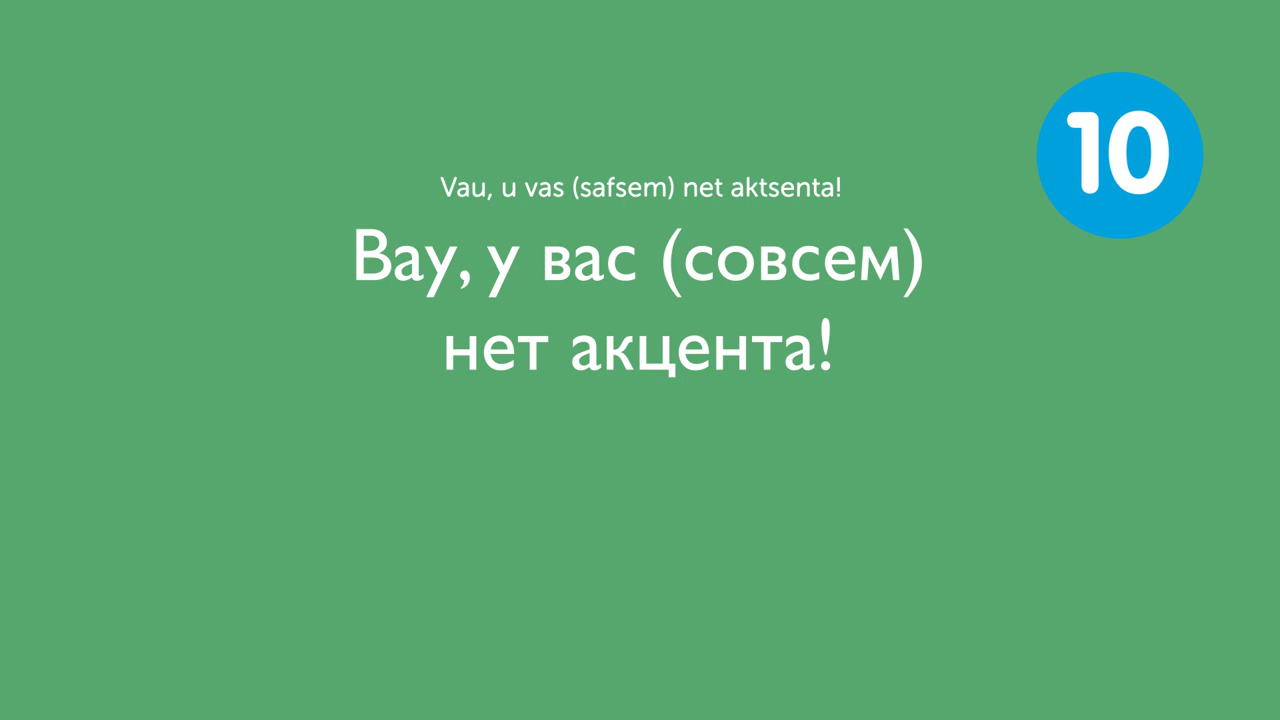 10
Vau, u vas (safsem) net aktsenta!
Вау, у вас (совсем)
нет акцента!